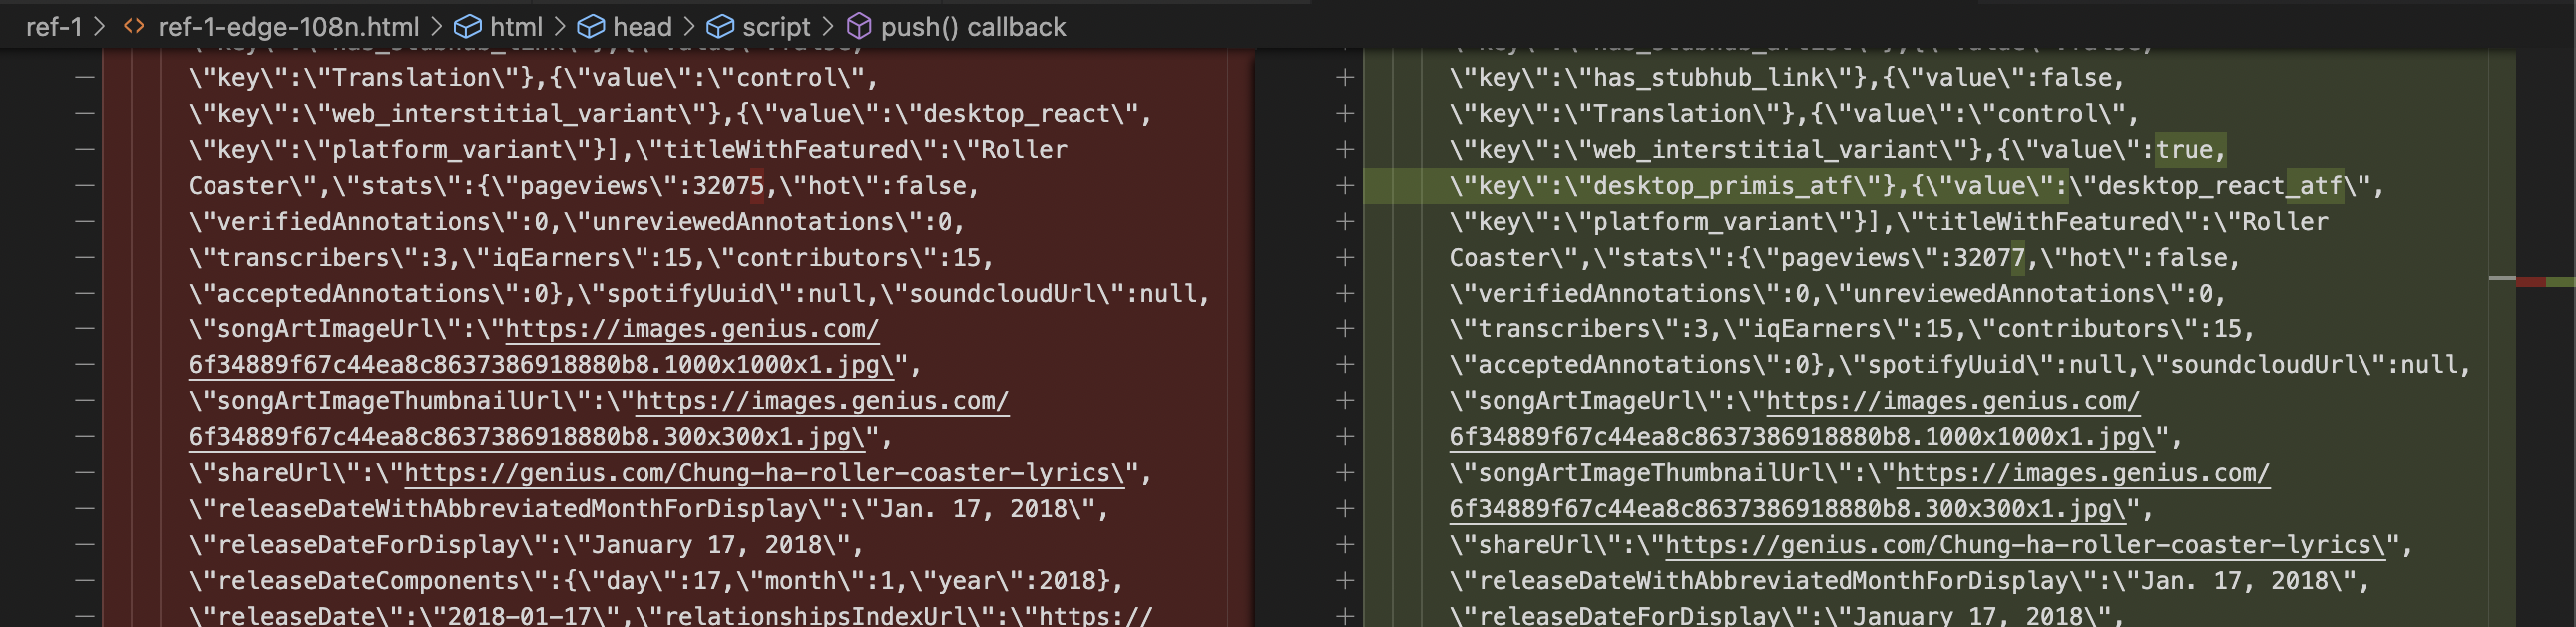 ref-1 > <> ref-1-edge-108n.html > html > head > script > push() callback
\"key\":\"has_stubhub_link\"},{\"value\":false,
\"key\":\"Translation\"},{\"value\":\"control\",
\"key\":\"web_interstitial_variant\"},{\"value\":\"desktop_react\",
\"key\":\"platform_variant\"}],\"titleWithFeatured\":\"Roller
Coaster\",\"stats\":{\"pageviews\":32075,\"hot\":false,
\"verifiedAnnotations\":0,\"unreviewedAnnotations\":0,
\"transcribers\":3,\"iqEarners\":15,\"contributors\":15,
\"acceptedAnnotations\":0},\"spotifyUuid\":null,\"soundcloudUrl\":null,
\"songArtImageUrl\":\"https://images.genius.com/
6f34889f67c44ea8c8637386918880b8.1000x1000x1.jpg\",
\"songArtImageThumbnailUrl\":\"https://images.genius.com/
6f34889f67c44ea8c8637386918880b8.300x300x1.jpg\",
\"shareUrl\":\"https://genius.com/Chung-ha-roller-coaster-lyrics\",
\"releaseDateWithAbbreviatedMonthForDisplay\":\"Jan. 17, 2018\",
\"releaseDateForDisplay\":\"January 17, 2018\",
\"releaseDateComponents\":{\"day\":17,\"month\":1,\"year\":2018},
\"releaseDate\":\"2018-01-17\",\"relationshipsIndexUrl\":\"https://
\"key\":\"has_stubhub_artist\"},{\"value\":false,
\"key\":\"has_stubhub_link\"},{\"value\":false,
\"key\":\"Translation\"},{\"value\":\"control\",
\"key\":\"web_interstitial_variant\"},{\"value\":true,
\"key\":\"desktop_primis_atf\"},{\"value\":\"desktop_react_atf\",
\"key\":\"platform_variant\"}],\"titleWithFeatured\":\"Roller
Coaster\",\"stats\":{\"pageviews\":32077,\"hot\":false,
\"verifiedAnnotations\":0,\"unreviewedAnnotations\":0,
\"transcribers\":3,\"iqEarners\":15,\"contributors\":15,
\"acceptedAnnotations\":0},\"spotifyUuid\":null,\"soundcloudUrl\":null,
\"songArtImageUrl\":\"https://images.genius.com/
6f34889f67c44ea8c8637386918880b8.1000x1000x1.jpg\",
\"songArtImageThumbnailUrl\":\"https://images.genius.com/
6f34889f67c44ea8c8637386918880b8.300x300x1.jpg\",
\"shareUrl\":\"https://genius.com/Chung-ha-roller-coaster-lyrics\",
\"releaseDateWithAbbreviatedMonthForDisplay\":\"Jan. 17, 2018\",
\"releaseDateForDisplay\":\"January 17, 2018\",